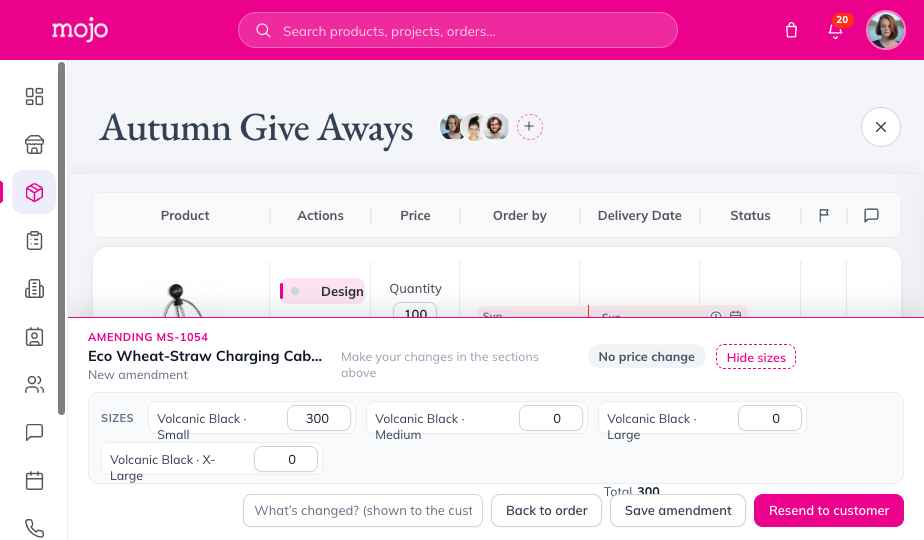 mojo
Search products, projects, orders...
20
Autumn Give Aways
Product Actions Price Order by Delivery Date Status
Design
Quantity
100
AMENDING MS-1054
Eco Wheat-Straw Charging Cab...
New amendment
Make your changes in the sections
above
No price change
Hide sizes
SIZES
Volcanic Black ·
Small
300
Volcanic Black ·
Medium
0
Volcanic Black ·
Large
0
Volcanic Black · X-
Large
0
Total 300
What's changed? (shown to the cust
Back to order
Save amendment
Resend to customer